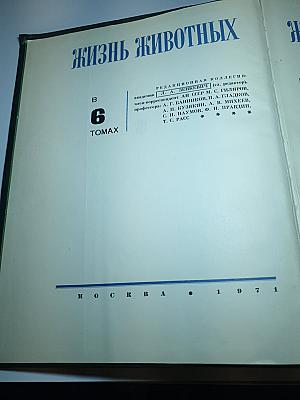 ЖИЗНЬ ЖИВОТНЫХ
В
6
ТОМАХ
РЕДАКЦИОННАЯ КОЛЛЕГИЯ:
академик Л. А. ЗЕНКЕВИЧ (гл. редактор),
член-корреспондент АН СССР М. С. ГИЛЯРОВ,
профессора: А. Г. БАННИКОВ, Н. А. ГЛАДКОВ,
А. П. КУЗЯКИН, А. В. МИХЕЕВ,
С. П. НАУМОВ, Ф. Н. ПРАВДИН,
Т. С. РАСС * * * *
МОСКВА * 1971